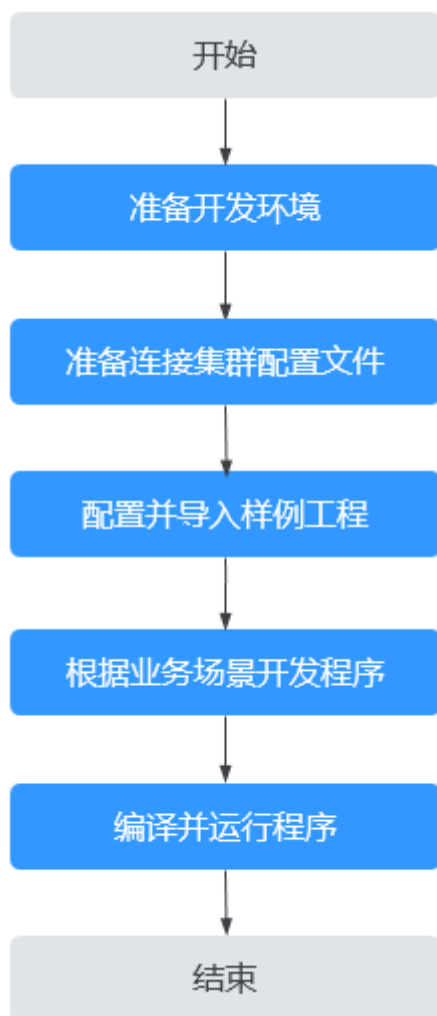 开始
准备开发环境
准备连接集群配置文件
配置并导入样例工程
根据业务场景开发程序
编译并运行程序
结束